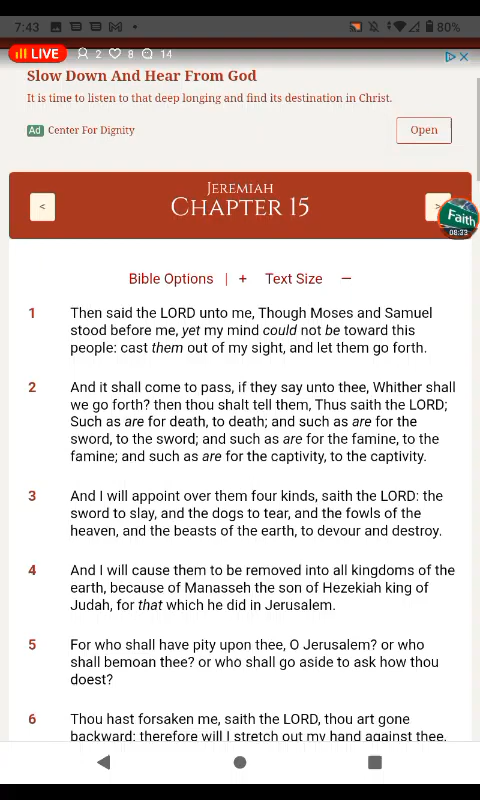 7:43
80%
LIVE 2 8 14
Slow Down And Hear From God
It is time to listen to that deep longing and find its destination in Christ.
Ad Center For Dignity
Open
JEREMIAH
< CHAPTER 15 >
Faith
08:33
Bible Options | + Text Size −
1 Then said the LORD unto me, Though Moses and Samuel
stood before me, yet my mind could not be toward this
people: cast them out of my sight, and let them go forth.
2 And it shall come to pass, if they say unto thee, Whither shall
we go forth? then thou shalt tell them, Thus saith the LORD;
Such as are for death, to death; and such as are for the
sword, to the sword; and such as are for the famine, to the
famine; and such as are for the captivity, to the captivity.
3 And I will appoint over them four kinds, saith the LORD: the
sword to slay, and the dogs to tear, and the fowls of the
heaven, and the beasts of the earth, to devour and destroy.
4 And I will cause them to be removed into all kingdoms of the
earth, because of Manasseh the son of Hezekiah king of
Judah, for that which he did in Jerusalem.
5 For who shall have pity upon thee, O Jerusalem? or who
shall bemoan thee? or who shall go aside to ask how thou
doest?
6 Thou hast forsaken me, saith the LORD, thou art gone
backward: therefore will I stretch out my hand against thee,